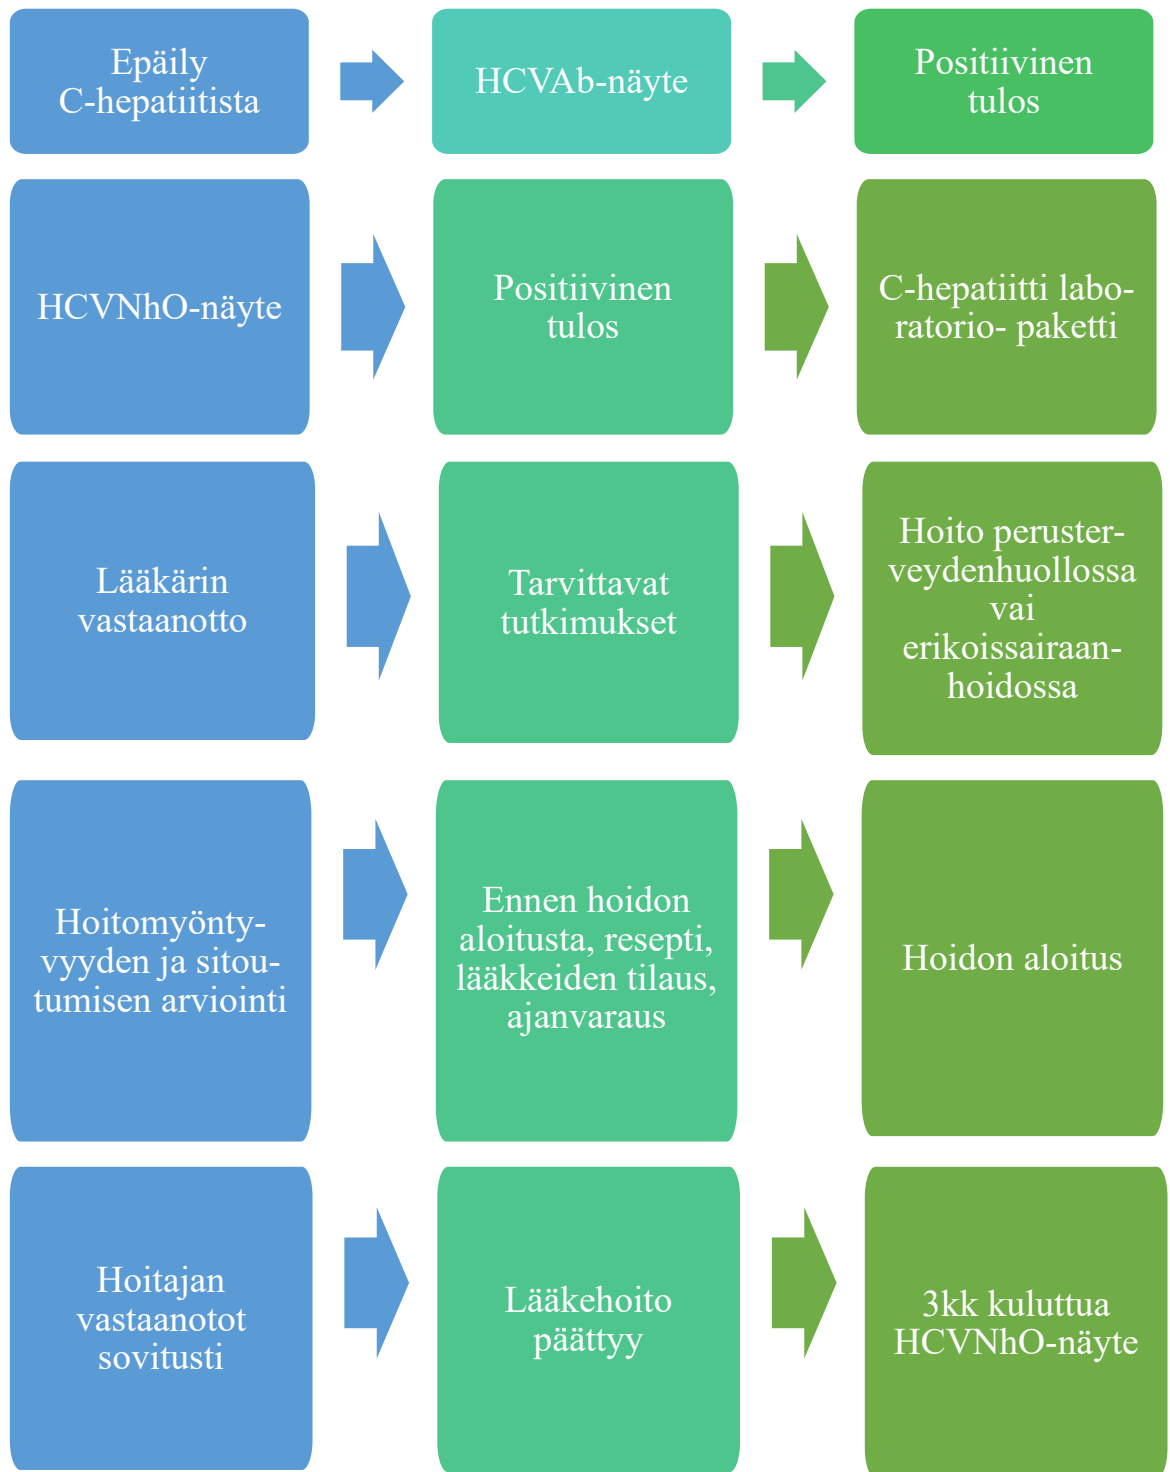 Epäily
C-hepatiitista
HCVAb-näyte
Positiivinen
tulos
HCVNhO-näyte
Positiivinen
tulos
C-hepatiitti labo-
ratorio- paketti
Lääkärin
vastaanotto
Tarvittavat
tutkimukset
Hoito peruster-
veydenhuollossa
vai
erikoissairaan-
hoidossa
Hoitomyönty-
vyyden ja sitou-
tumisen arviointi
Ennen hoidon
aloitusta, resepti,
lääkkeiden tilaus,
ajanvaraus
Hoidon aloitus
Hoitajan
vastaanotot
sovitusti
Lääkehoito
päättyy
3kk kuluttua
HCVNhO-näyte